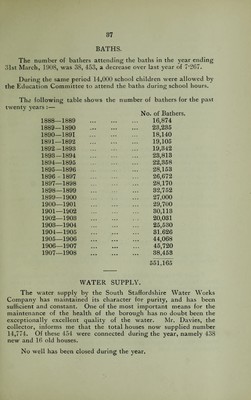 37
BATHS.
The number of bathers attending the baths in the year ending
31st March, 1908, was 38,453, a decrease over last year of 7·267.
During the same period 14,000 school children were allowed by
the Education Committee to attend the baths during school hours.
The following table shows the number of bathers for the past
twenty years :—
No. of Bathers.
1888—1889 ... ... ... 16,874
1889—1890 ... ... ... 23,235
1890—1891 ... ... ... 18,140
1891—1892 ... ... ... 19,105
1892—1893 ... ... ... 19,342
1893—1894 ... ... ... 23,813
1894—1895 ... ... ... 22,358
1895—1896 ... ... ... 28,153
1896—1897 ... ... ... 26,672
1897—1898 ... ... ... 28,170
1898—1899 ... ... ... 32,752
1899—1900 ... ... ... 27,000
1900—1901 ... ... ... 29,700
1901—1902 ... ... ... 30,113
1902—1903 ... ... ... 20,031
1903—1904 ... ... ... 25,530
1904—1905 ... ... ... 31,626
1905—1906 ... ... ... 44,068
1906—1907 ... ... ... 45,720
1907—1908 ... ... ... 38,453
551,165
WATER SUPPLY.
The water supply by the South Staffordshire Water Works
Company has maintained its character for purity, and has been
sufficient and constant. One of the most important means for the
maintenance of the health of the borough has no doubt been the
exceptionally excellent quality of the water. Mr. Davies, the
collector, informs me that the total houses now supplied number
14,774. Of these 454 were connected during the year, namely 438
new and 16 old houses.
No well has been closed during the year.